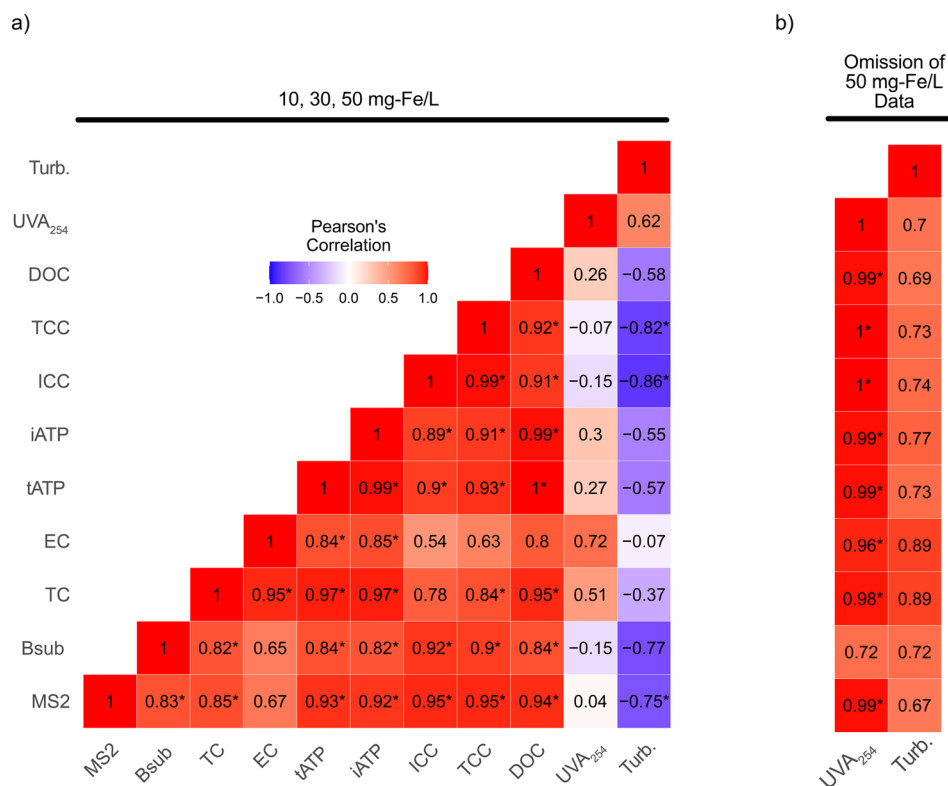 a)
b)
10, 30, 50 mg-Fe/L
Omission of
50 mg-Fe/L
Data
Pearson's
Correlation
−1.0 −0.5 0.0 0.5 1.0
Turb. 1 1
UVA254 1 0.62 1 0.7
DOC 1 0.26 −0.58 0.99* 0.69
TCC 1 0.92* −0.07 −0.82* 1* 0.73
ICC 1 0.99* 0.91* −0.15 −0.86* 1* 0.74
iATP 1 0.89* 0.91* 0.99* 0.3 −0.55 0.99* 0.77
tATP 1 0.99* 0.9* 0.93* 1* 0.27 −0.57 0.99* 0.73
EC 1 0.84* 0.85* 0.54 0.63 0.8 0.72 −0.07 0.96* 0.89
TC 1 0.95* 0.97* 0.97* 0.78 0.84* 0.95* 0.51 −0.37 0.98* 0.89
Bsub 1 0.82* 0.65 0.84* 0.82* 0.92* 0.9* 0.84* −0.15 −0.77 0.72 0.72
MS2 1 0.83* 0.85* 0.67 0.93* 0.92* 0.95* 0.95* 0.94* 0.04 −0.75* 0.99* 0.67
MS2 Bsub TC EC tATP iATP ICC TCC DOC UVA254 Turb. UVA254 Turb.